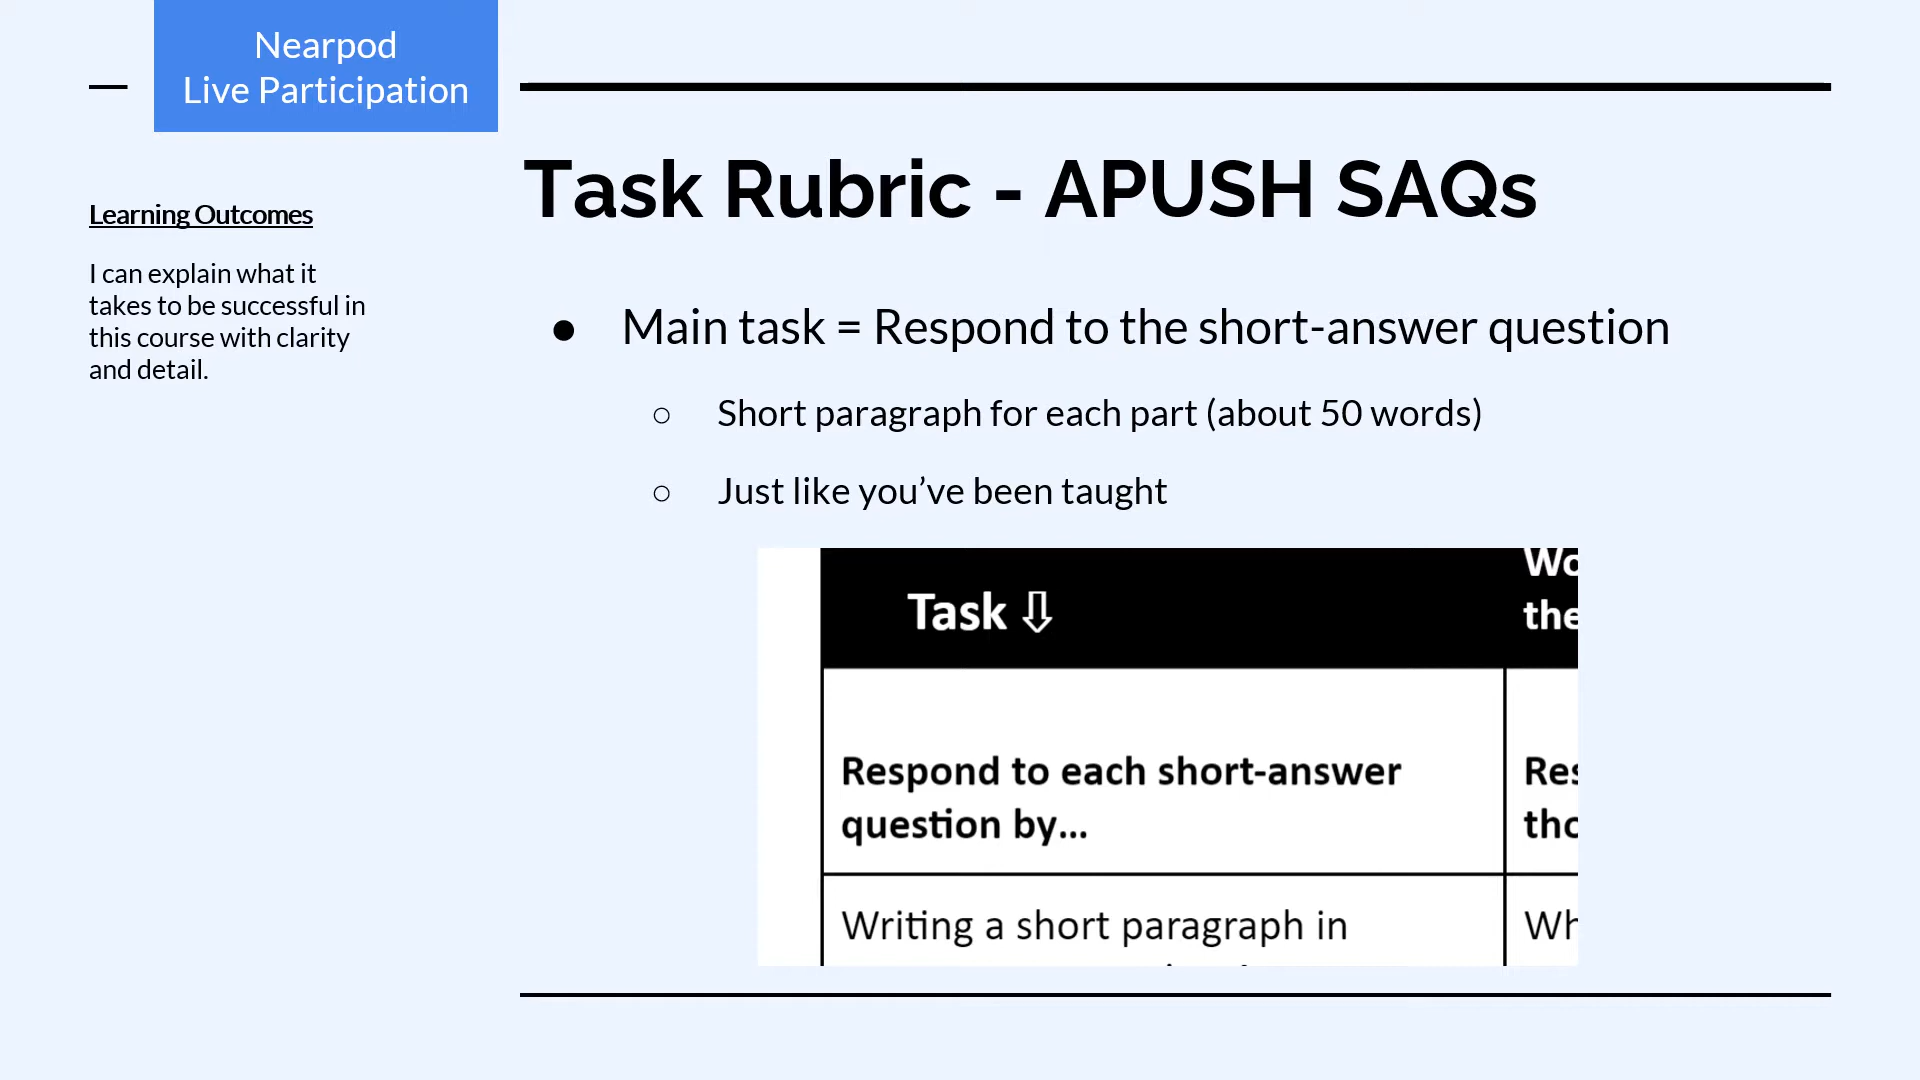 Nearpod
Live Participation
Learning Outcomes
I can explain what it
takes to be successful in
this course with clarity
and detail.
Task Rubric - APUSH SAQs
● Main task = Respond to the short-answer question
○ Short paragraph for each part (about 50 words)
○ Just like you’ve been taught
Task ⇩
the
Respond to each short-answer
question by...
Writing a short paragraph in